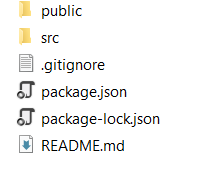 public
src
.gitignore
package.json
package-lock.json
README.md